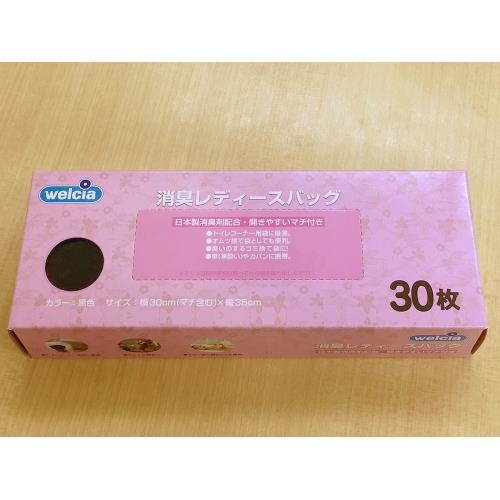 welcia
消臭レディースバッグ
日本製消臭剤配合・開きやすいマチ付き
●トイレコーナー用袋に最適。
●オムツ捨て袋としても便利。
●臭いのするゴミ捨て袋に!
●車(車酔い)やカバンに携帯。
カラー:黒色 サイズ:横30cm(マチ含む)×縦35cm
30枚
welcia
消臭レディースバッグ